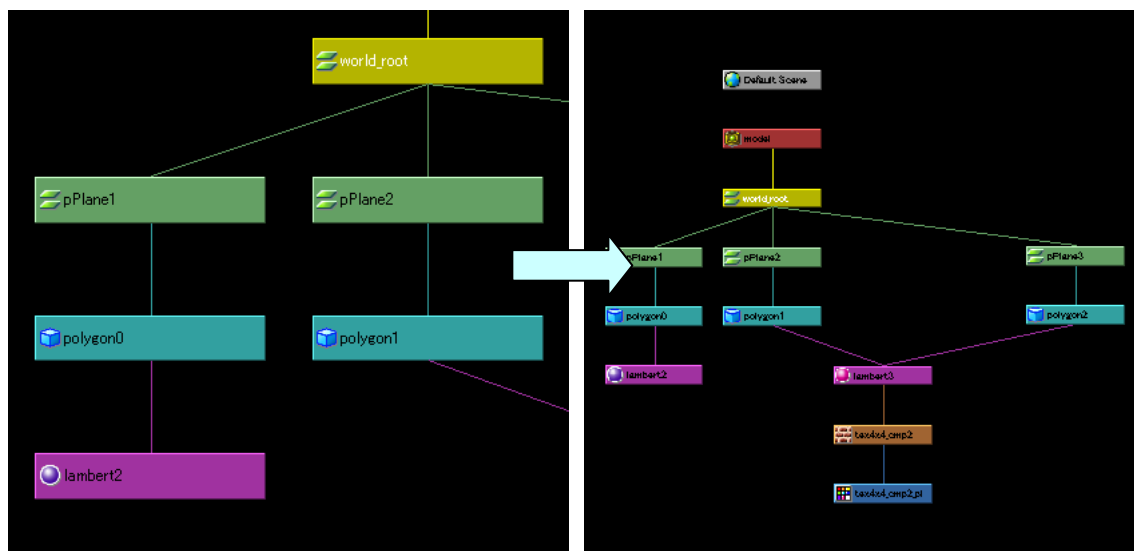 world_root
pPlane1
pPlane2
polygon0
polygon1
lambert2
Default Scene
model
world_root
pPlane1
pPlane2
pPlane3
polygon0
polygon1
polygon2
lambert2
lambert3
tex4x4_cmp2
tex4x4_cmp2_pl